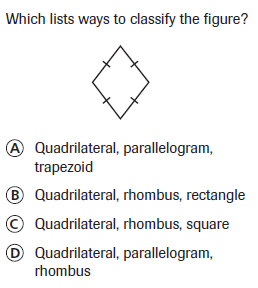 Which lists ways to classify the figure?
Ⓐ Quadrilateral, parallelogram,
trapezoid
Ⓑ Quadrilateral, rhombus, rectangle
Ⓒ Quadrilateral, rhombus, square
Ⓓ Quadrilateral, parallelogram,
rhombus